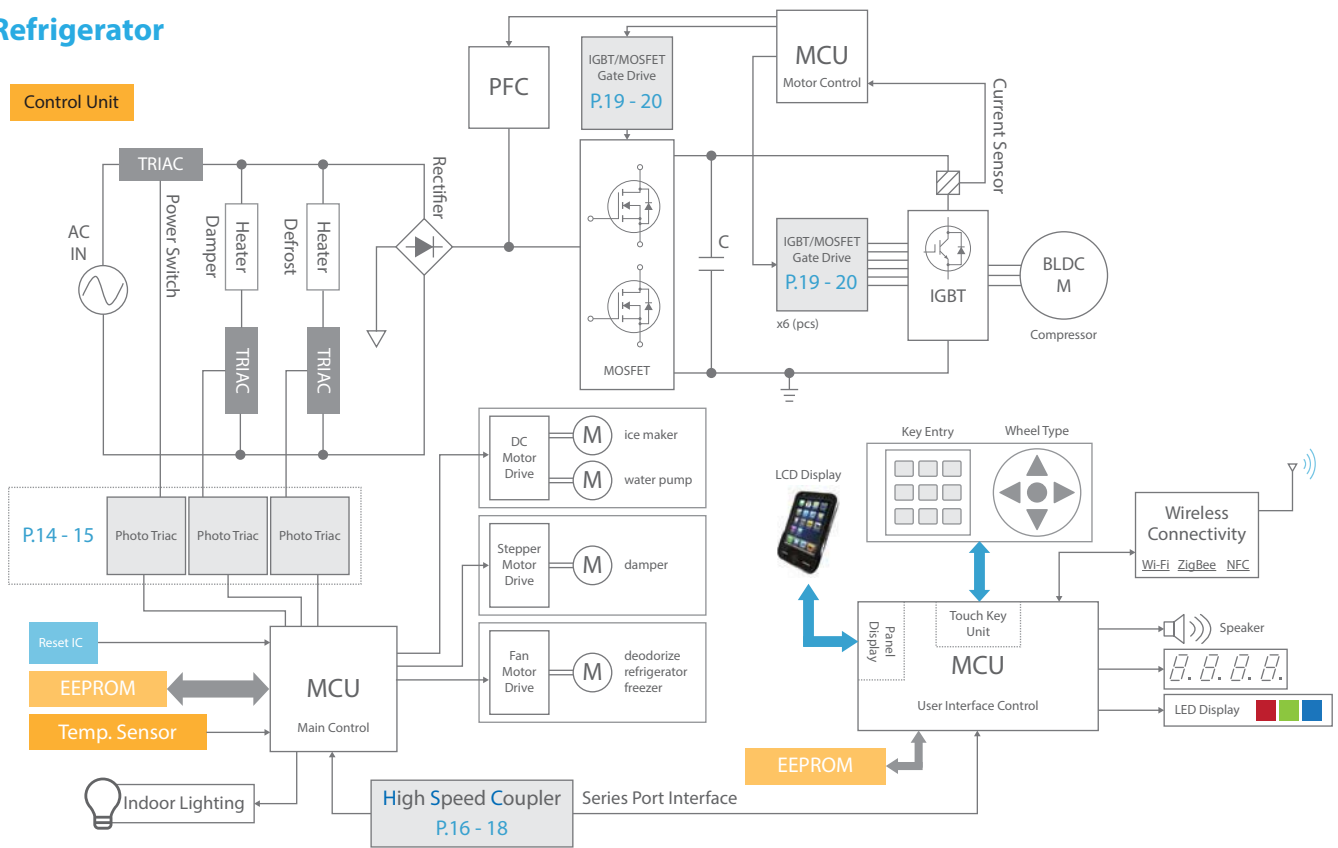 Refrigerator
Control Unit
PFC
IGBT/MOSFET
Gate Drive
P.19 - 20
MCU
Motor Control
Current Sensor
TRIAC
Rectifier
AC
IN
Power Switch
Heater
Damper
Heater
Defrost
TRIAC
TRIAC
MOSFET
C
IGBT/MOSFET
Gate Drive
P.19 - 20
x6 (pcs)
IGBT
BLDC
M
Compressor
P.14 - 15
Photo Triac
Photo Triac
Photo Triac
DC
Motor
Drive
M
ice maker
M
water pump
Stepper
Motor
Drive
M
damper
Fan
Motor
Drive
M
deodorize
refrigerator
freezer
Reset IC
EEPROM
Temp. Sensor
MCU
Main Control
Indoor Lighting
High Speed Coupler
P.16 - 18
Series Port Interface
LCD Display
Key Entry
Wheel Type
Wireless
Connectivity
Wi-Fi ZigBee NFC
Panel
Display
Touch Key
Unit
MCU
User Interface Control
EEPROM
Speaker
8.8.8.8.
LED Display